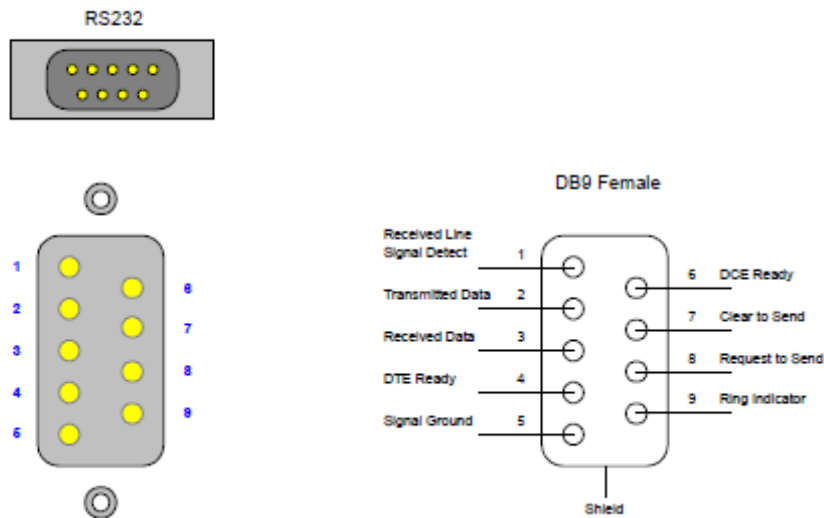 RS232
1
2
3
4
5
6
7
8
9
DB9 Female
Received Line
Signal Detect 1
Transmitted Data 2
Received Data 3
DTE Ready 4
Signal Ground 5
6 DCE Ready
7 Clear to Send
8 Request to Send
9 Ring Indicator
Shield